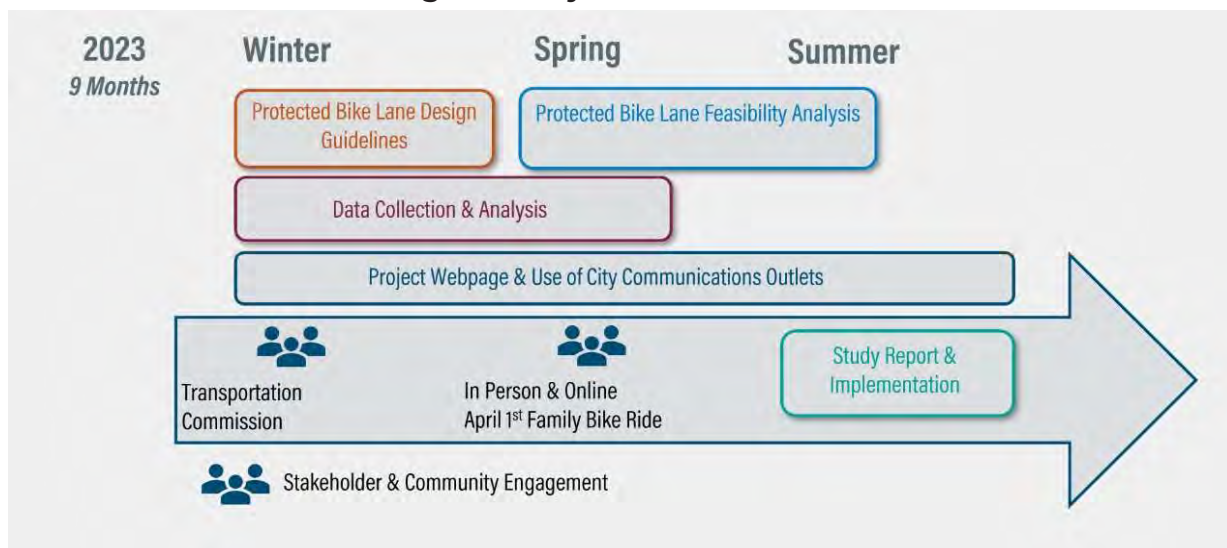 2023
9 Months
Winter
Spring
Summer
Protected Bike Lane Design
Guidelines
Protected Bike Lane Feasibility Analysis
Data Collection & Analysis
Project Webpage & Use of City Communications Outlets
Transportation
Commission
In Person & Online
April 1st Family Bike Ride
Study Report &
Implementation
Stakeholder & Community Engagement